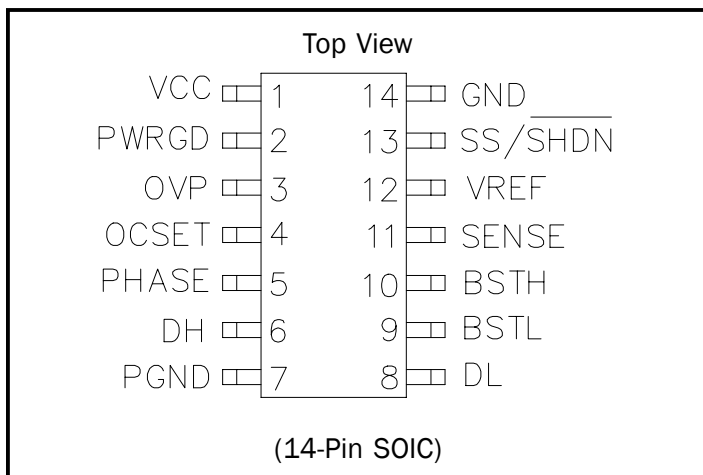 Top View
VCC 1 14 GND
PWRGD 2 13 SS/SHDN
OVP 3 12 VREF
OCSET 4 11 SENSE
PHASE 5 10 BSTH
DH 6 9 BSTL
PGND 7 8 DL
(14-Pin SOIC)